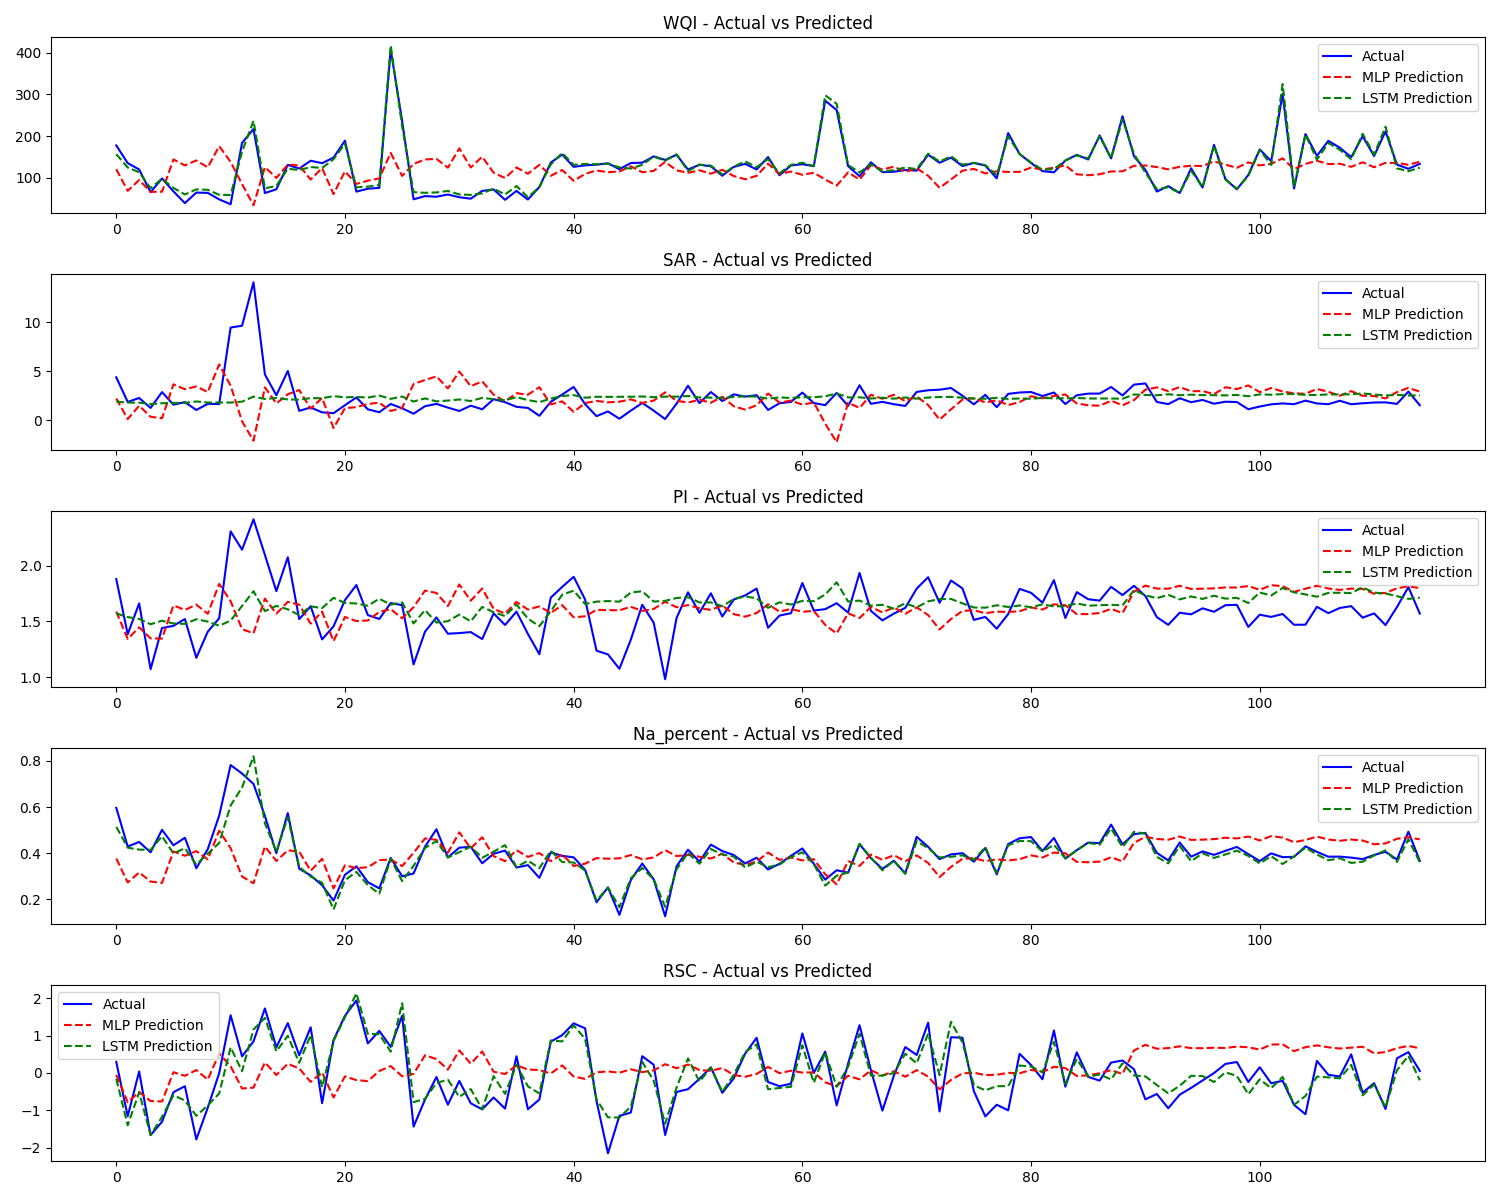 WQI - Actual vs Predicted
400
300
200
100
Actual
MLP Prediction
LSTM Prediction
0 20 40 60 80 100
SAR - Actual vs Predicted
10
5
0
Actual
MLP Prediction
LSTM Prediction
0 20 40 60 80 100
PI - Actual vs Predicted
2.0
1.5
1.0
Actual
MLP Prediction
LSTM Prediction
0 20 40 60 80 100
Na_percent - Actual vs Predicted
0.8
0.6
0.4
0.2
Actual
MLP Prediction
LSTM Prediction
0 20 40 60 80 100
RSC - Actual vs Predicted
2
1
0
−1
−2
Actual
MLP Prediction
LSTM Prediction
0 20 40 60 80 100